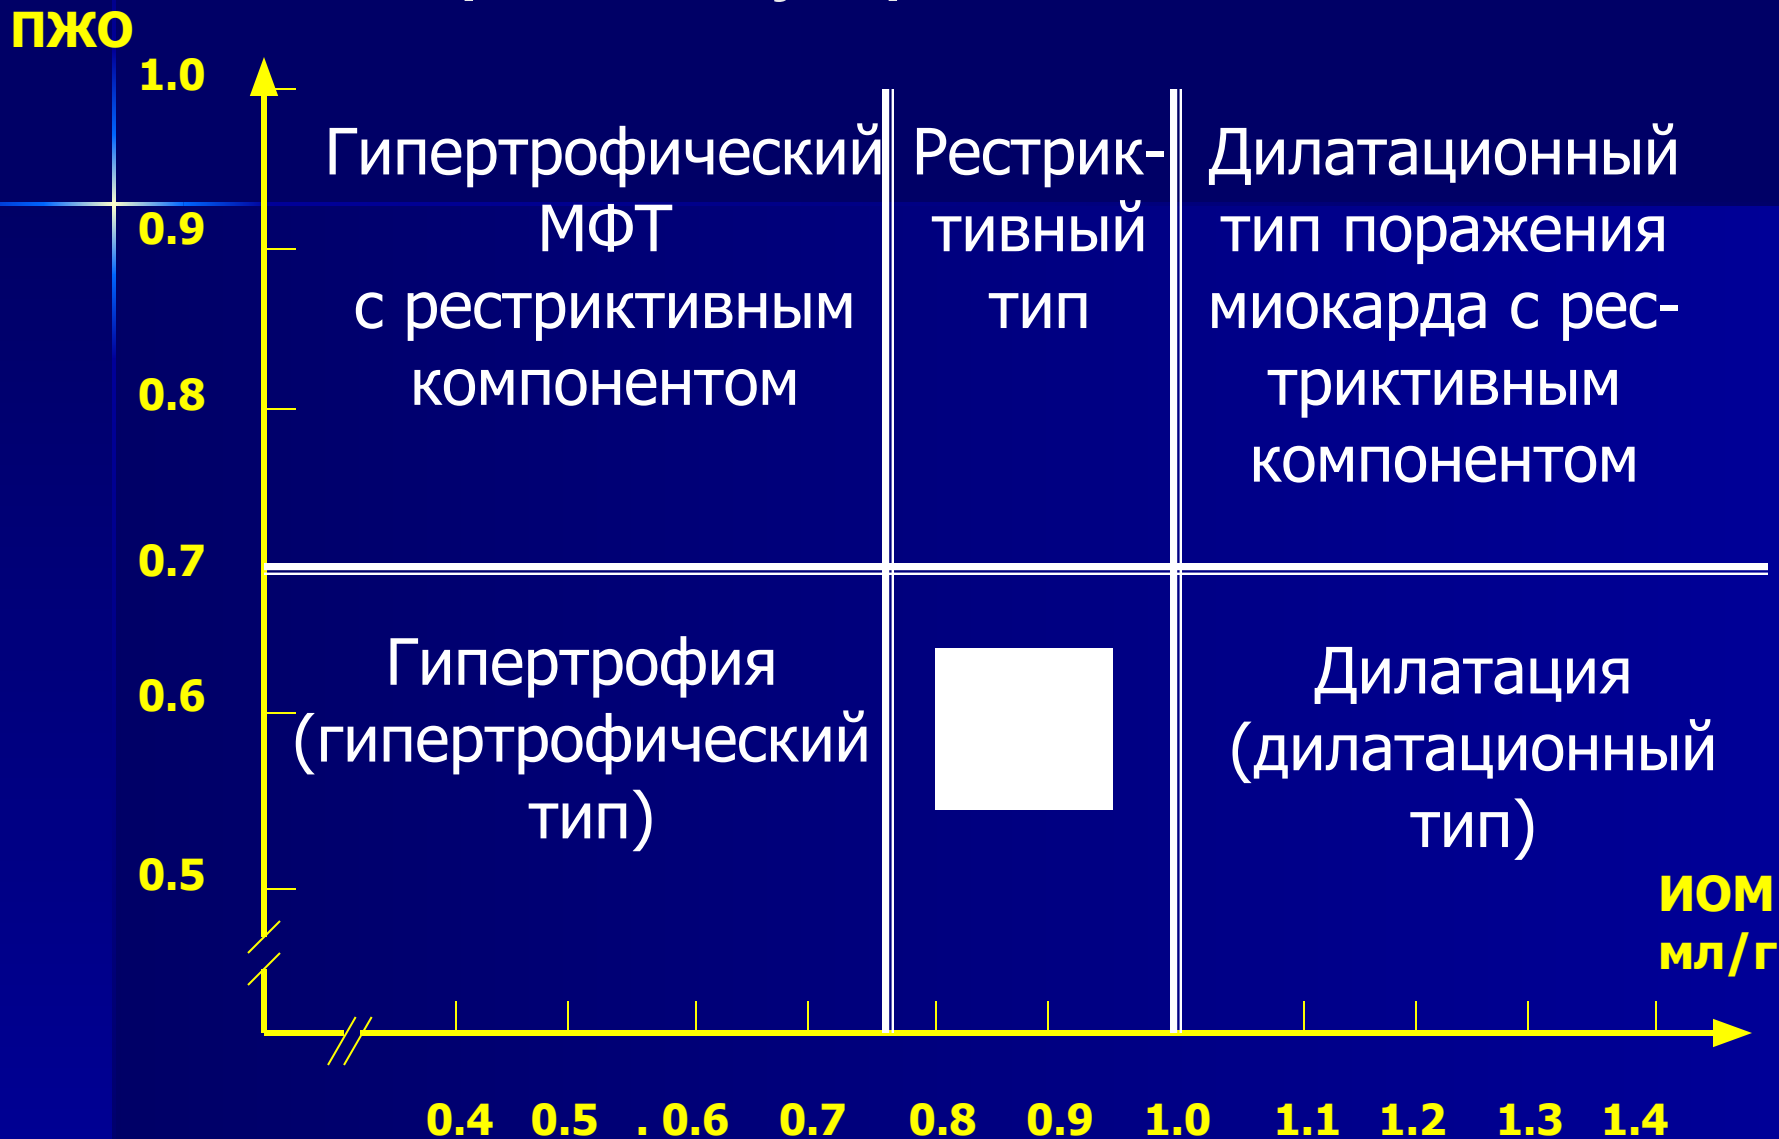 ПЖО
1.0
0.9
0.8
0.7
0.6
0.5
Гипертрофический
МФТ
с рестриктивным
компонентом
Рестрик-
тивный
тип
Дилатационный
тип поражения
миокарда с рес-
триктивным
компонентом
Гипертрофия
(гипертрофический
тип)
Дилатация
(дилатационный
тип)
ИОМ
мл/г
0.4 0.5 . 0.6 0.7 0.8 0.9 1.0 1.1 1.2 1.3 1.4